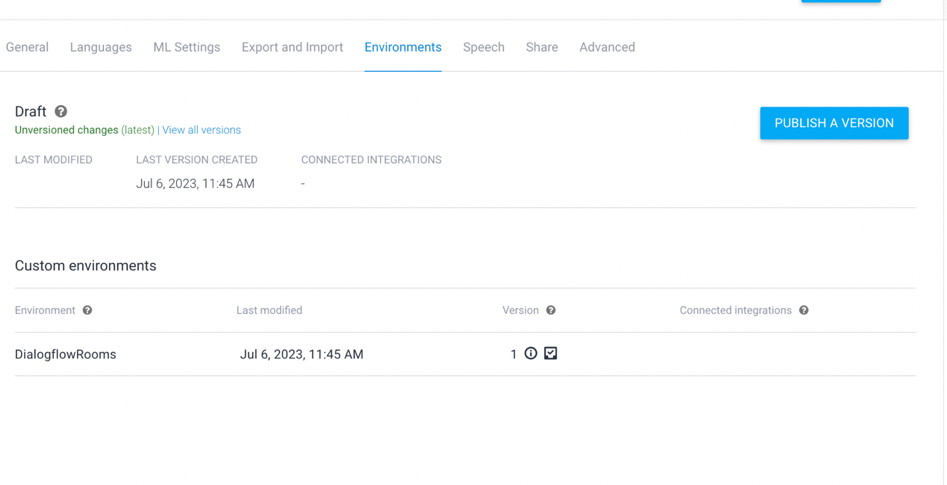 General Languages ML Settings Export and Import Environments Speech Share Advanced
Draft
Unversioned changes (latest) | View all versions
PUBLISH A VERSION
LAST MODIFIED LAST VERSION CREATED CONNECTED INTEGRATIONS
Jul 6, 2023, 11:45 AM -
Custom environments
Environment Last modified Version Connected integrations
DialogflowRooms Jul 6, 2023, 11:45 AM 1